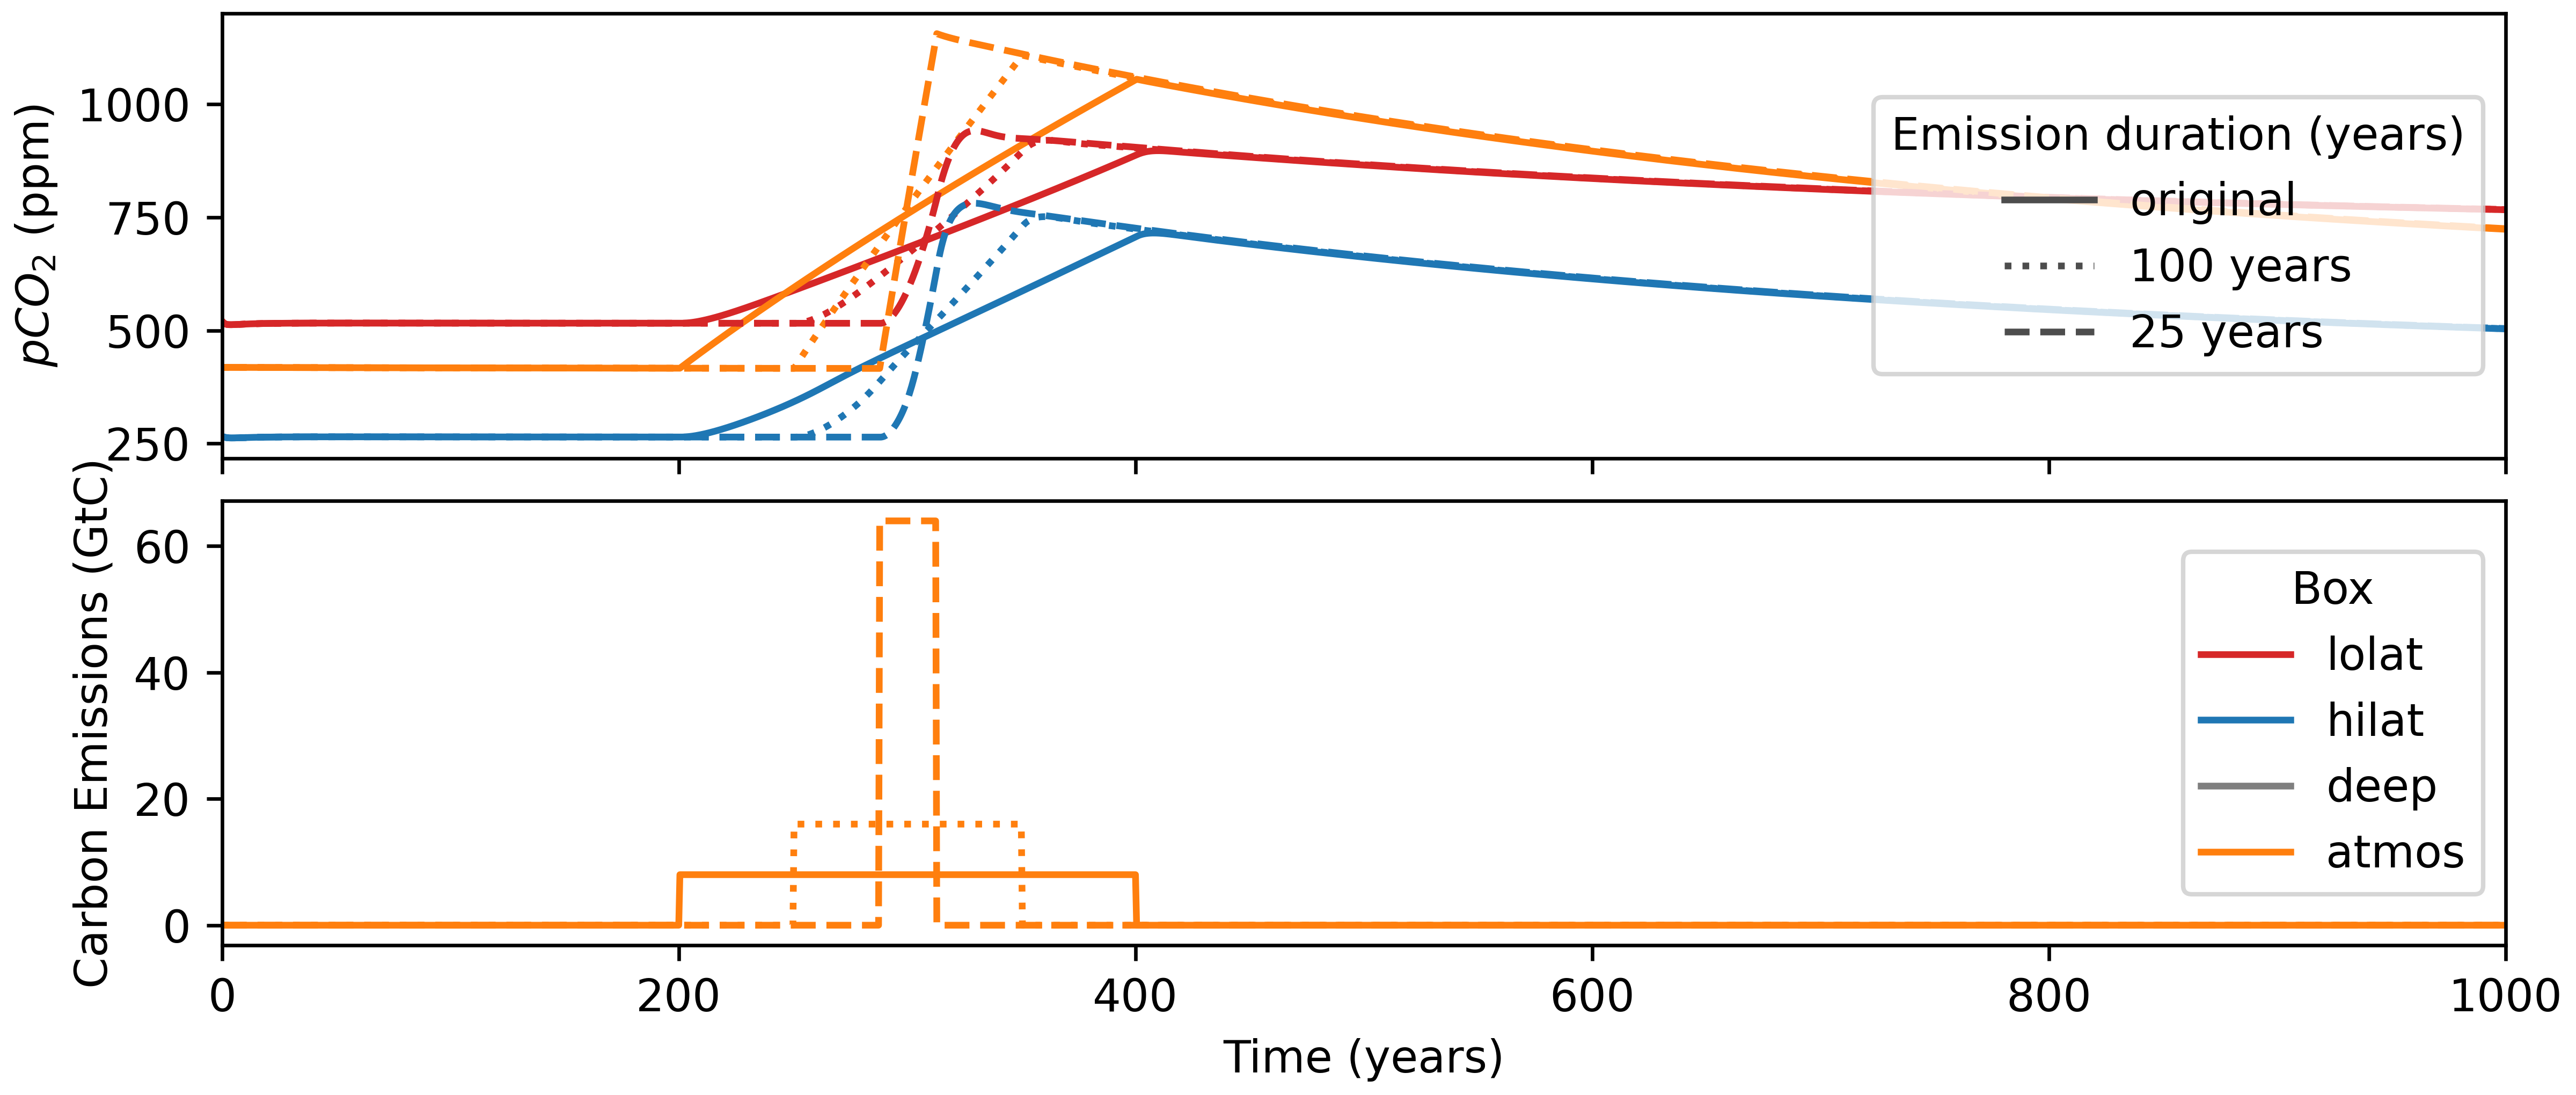 pCO2 (ppm)
1000
750
500
250
Emission duration (years)
original
100 years
25 years
Carbon Emissions (GtC)
60
40
20
0
Box
lolat
hilat
deep
atmos
0 200 400 600 800 1000
Time (years)